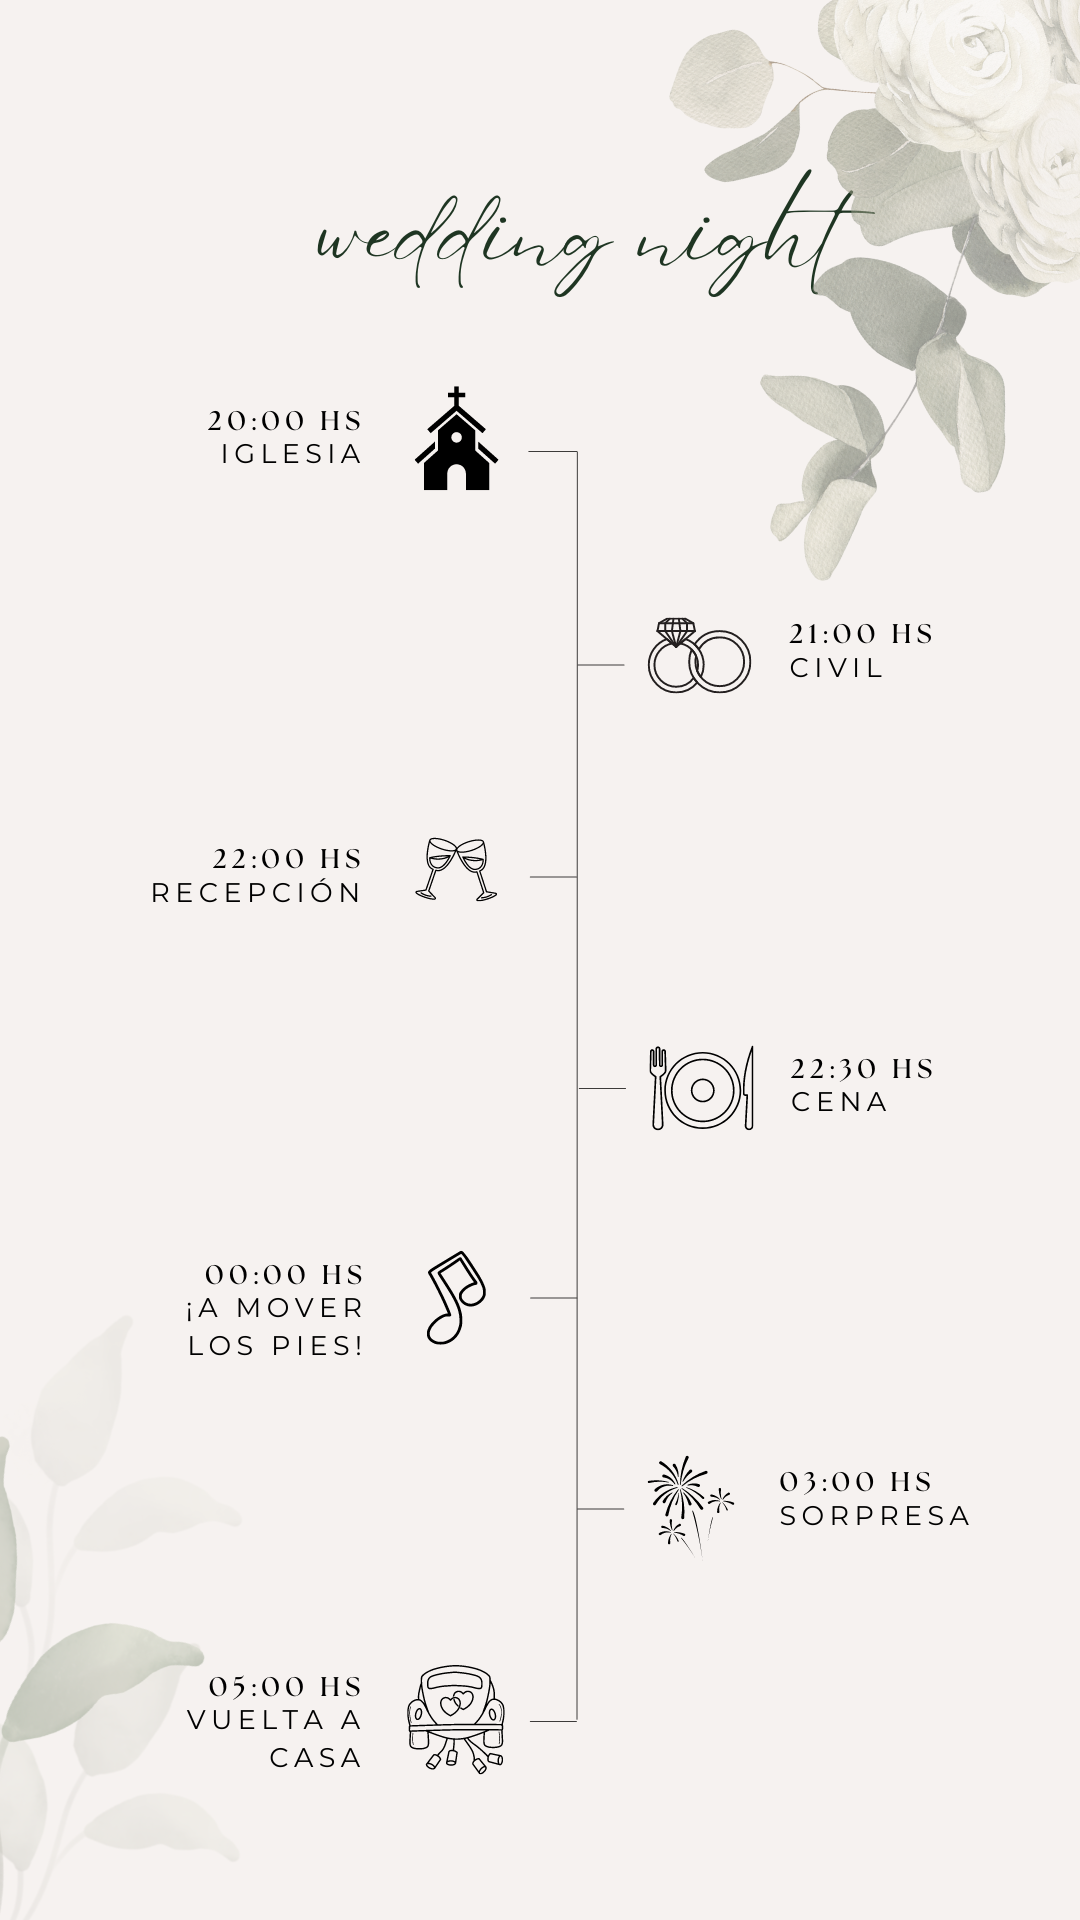 wedding night
20:00 HS
IGLESIA
21:00 HS
CIVIL
22:00 HS
RECEPCIÓN
22:30 HS
CENA
00:00 HS
¡A MOVER
LOS PIES!
03:00 HS
SORPRESA
05:00 HS
VUELTA A
CASA